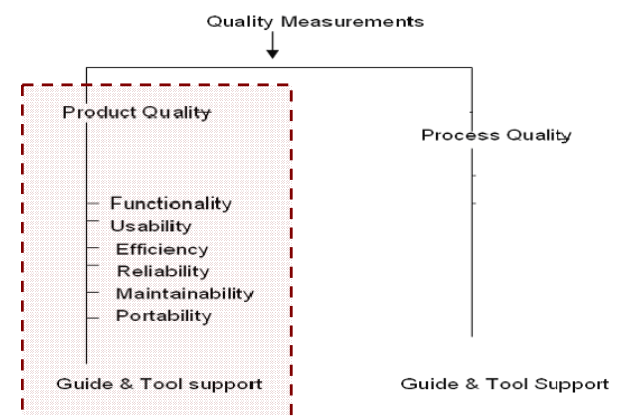 Quality Measurements
Product Quality
Process Quality
Functionality
Usability
Efficiency
Reliability
Maintainability
Portability
Guide & Tool support
Guide & Tool Support